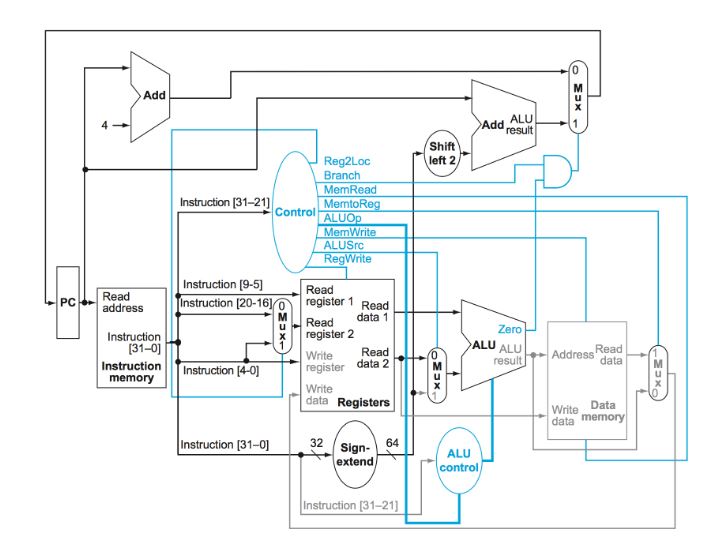 Add
4
0
M
u
x
1
Add
ALU
result
Shift
left 2
Reg2Loc
Branch
MemRead
MemtoReg
ALUOp
MemWrite
ALUSrc
RegWrite
Control
Instruction [31–21]
PC
Read
address
Instruction
[31–0]
Instruction
memory
Instruction [9-5]
Instruction [20-16]
Instruction [4-0]
0
M
u
x
1
Read
register 1
Read
register 2
Write
register
Write
data
Read
data 1
Read
data 2
Registers
0
M
u
x
1
ALU
Zero
ALU
result
Address
Read
data
Write
data
Data
memory
1
M
u
x
0
Instruction [31–0]
32
Sign-
extend
64
ALU
control
Instruction [31–21]